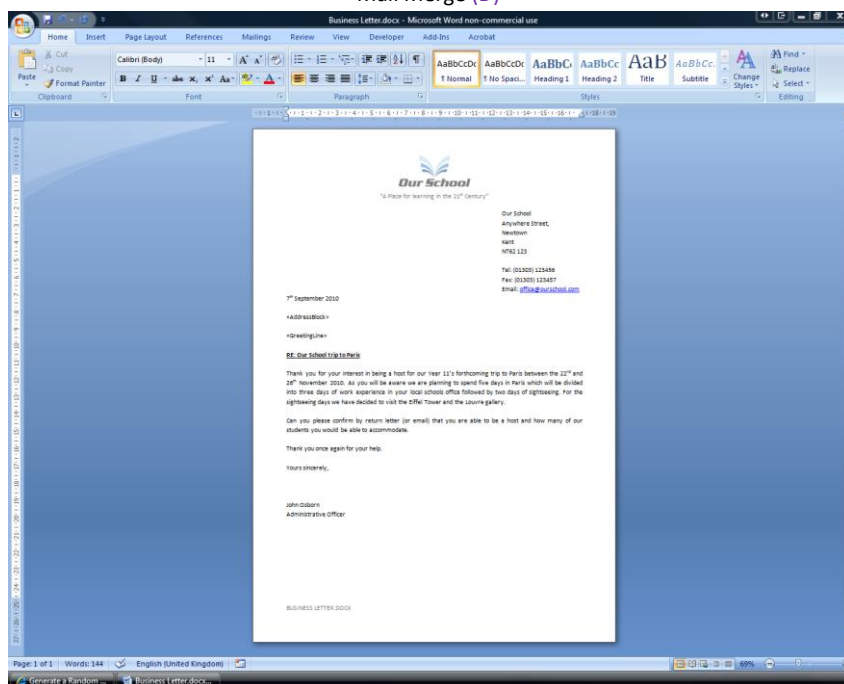 Mail Merge (D)
Business Letter.docx - Microsoft Word non-commercial use
Home Insert Page Layout References Mailings Review View Developer Add-Ins Acrobat
Cut
Copy
Paste
Format Painter
Clipboard
Calibri (Body) 11
Font
Paragraph
AaBbCcDc AaBbCcDc AaBbC AaBbCc AaB AaBbCc.
¶ Normal ¶ No Spaci... Heading 1 Heading 2 Title Subtitle
Change Styles
Styles
Find
Replace
Select
Editing
Our School
"A Place for learning in the 21st Century"
Our School
Anywhere Street,
Newtown
Kent
NT62 123
Tel: (01303) 123456
Fax: (01303) 123457
Email: office@ourschool.com
7th September 2010
«AddressBlock»
«GreetingLine»
RE: Our School trip to Paris
Thank you for your interest in being a host for our Year 11's forthcoming trip to Paris between the 22nd and
26th November 2010. As you will be aware we are planning to spend five days in Paris which will be divided
into three days of work experience in your local schools office followed by two days of sightseeing. For the
sightseeing days we have decided to visit the Eiffel Tower and the Louvre gallery.
Can you please confirm by return letter (or email) that you are able to be a host and how many of our
students you would be able to accommodate.
Thank you once again for your help.
Yours sincerely,
John Osborn
Administrative Officer
BUSINESS LETTER.DOCX
Page: 1 of 1 Words: 144 English (United Kingdom) 69%
Generate a Random ... Business Letter.docx...